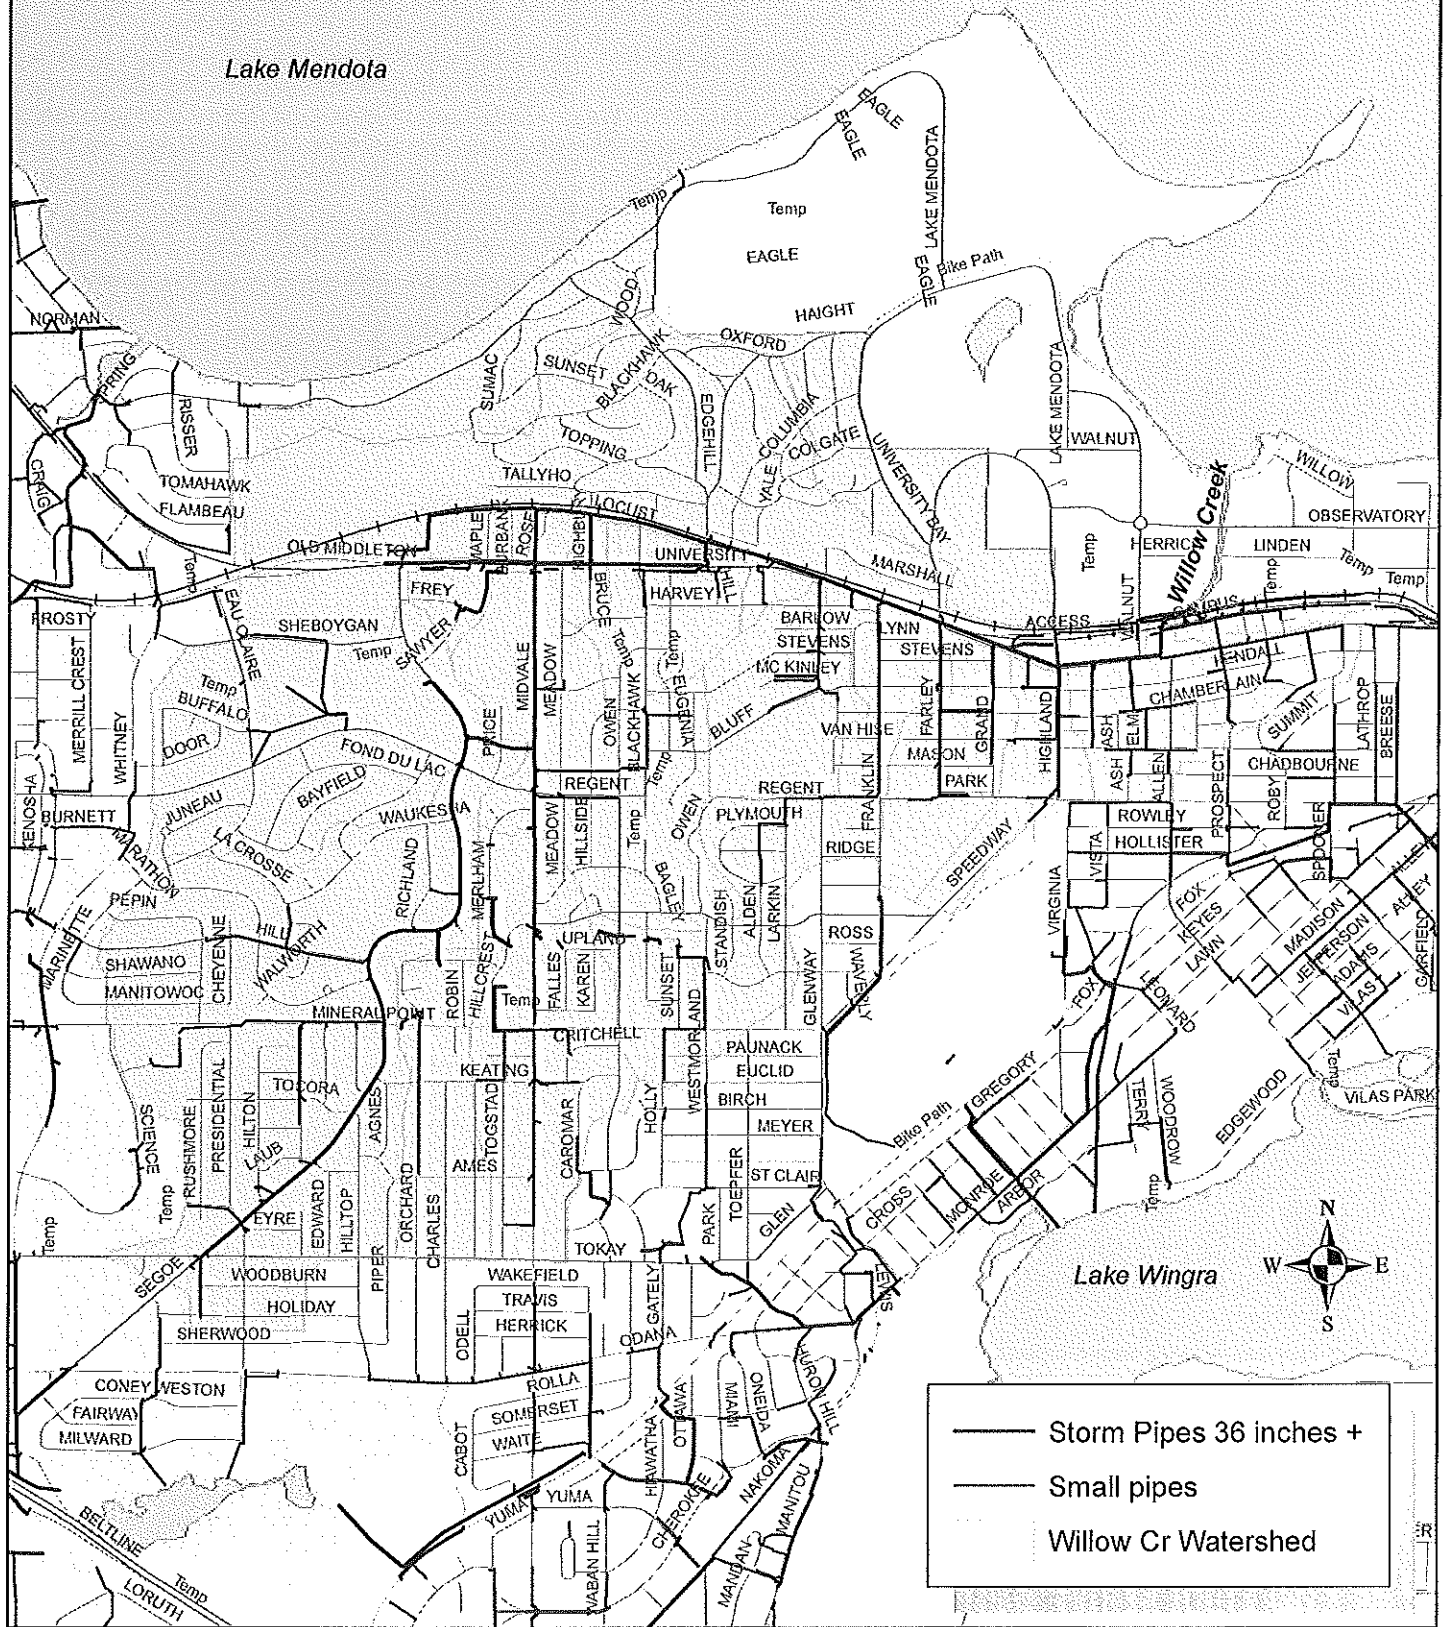 Lake Mendota
EAGLE
EAGLE
LAKE MENDOTA
Temp
Temp
EAGLE
EAGLE
Bike Path
HAIGHT
OXFORD
WOOD
NORMAN
SPRING
RISSER
SUMAC
SUNSET
BLACKHAWK
OAK
EDGEHILL
COLUMBIA
COLGATE
YALE
UNIVERSITY BAY
LAKE MENDOTA
WALNUT
WILLOW
OBSERVATORY
Willow Creek
CRAIG
TOMAHAWK
FLAMBEAU
TOPPING
TALLYHO
LOCUST
OLD MIDDLETON
MAPLE
BURBANK
ROSE
HIGHBY
UNIVERSITY
MARSHALL
Temp
HERRICK
LINDEN
Temp
Temp
Temp
Temp
FROSTY
EAU CLAIRE
SHEBOYGAN
Temp
FREY
SAWYER
BRUCE
HARVEY
HILL
BARLOW
STEVENS
MC KINLEY
LYNN
STEVENS
ACCESS
WALNUT
KENDALL
CHAMBERLAIN
MERRILL CREST
WHITNEY
Temp
BUFFALO
DOOR
FOND DU LAC
PRICE
MIDVALE
MEADOW
OWEN
BLACKHAWK
Temp
Temp
EUGENIA
BLUFF
VAN HISE
FARLEY
MASON
GRAND
PARK
HIGHLAND
ASH
ELM
ASH
ALLEN
SUMMIT
LATHROP
BREESE
CHADBOURNE
PROSPECT
ROBY
SPOONER
KENOSHA
BURNETT
JUNEAU
BAYFIELD
WAUKESHA
LA CROSSE
REGENT
Temp
REGENT
FRANKLIN
PLYMOUTH
OWEN
RIDGE
SPEEDWAY
ROWLEY
HOLLISTER
VISTA
VIRGINIA
MARATHON
PEPIN
MARINETTE
SHAWANO
MANITOWOC
CHEYENNE
HILL
WALWORTH
RICHLAND
MERLHAM
HILLCREST
MEADOW
HILLSIDE
Temp
BAGLEY
STANDISH
ALDEN
LARKIN
ROSS
WAVERLY
GLENWAY
FOX
KEYES
LAWN
MADISON
JEFFERSON
ADAMS
VILAS
ALLEN
ALLEY
GARFIELD
MINERAL POINT
ROBIN
Temp
UPLAND
FALLES
KAREN
SUNSET
WESTMORLAND
CRITCHELL
PAUNACK
EUCLID
BIRCH
MEYER
FOX
LEONARD
GREGORY
Temp
VILAS PARK
EDGEWOOD
SCIENCE
RUSHMORE
PRESIDENTIAL
HILTON
TOCORA
LAUB
AGNES
KEATING
TOGSTAD
CAROMAR
HOLLY
AMES
ST CLAIR
TOEPFER
Bike Path
TERRY
WOODROW
Temp
MONROE
ARBOR
CROSS
Temp
Temp
EYRE
EDWARD
HILLTOP
PIPER
ORCHARD
CHARLES
TOKAY
PARK
GLEN
LEWIS
Lake Wingra
N
W
E
S
SEGOE
WOODBURN
HOLIDAY
SHERWOOD
ODELL
WAKEFIELD
TRAVIS
HERRICK
GATELY
ODANA
HURON HILL
CONEY WESTON
FAIRWAY
MILWARD
CABOT
ROLLA
SOMERSET
WAITE
HIAWATHA
OTTAWA
MIAMI
ONEIDA
NAKOMA
MANITOU
BELTLINE
Temp
LORUTH
YUMA
YUMA
VABAN HILL
CHEROKEE
MANDAN
Storm Pipes 36 inches +
Small pipes
Willow Cr Watershed